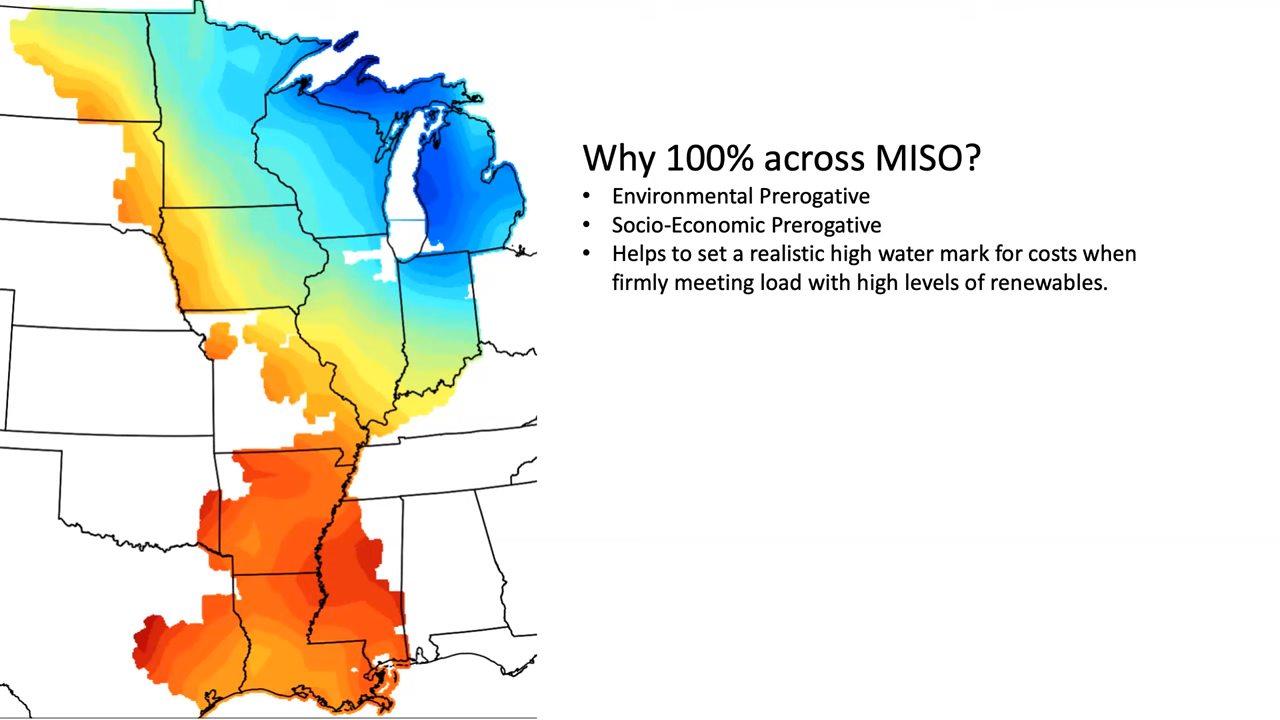 Why 100% across MISO?
• Environmental Prerogative
• Socio-Economic Prerogative
• Helps to set a realistic high water mark for costs when
firmly meeting load with high levels of renewables.